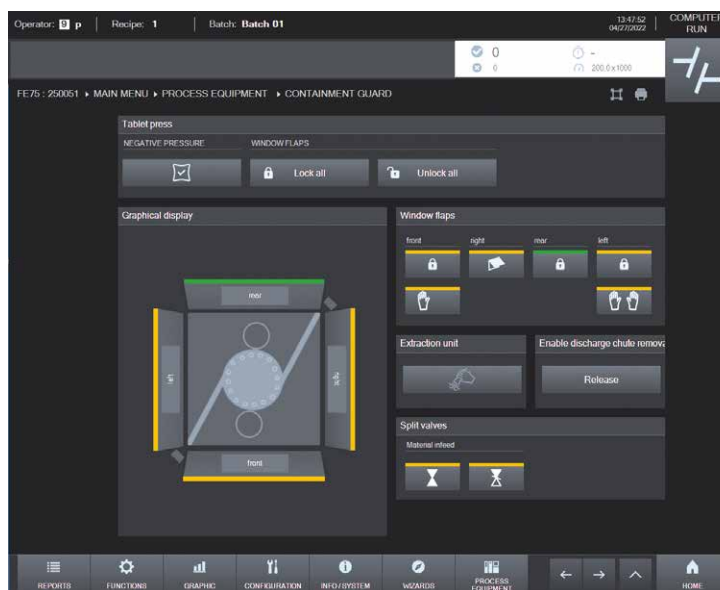 Operator: 9 p | Recipe: 1 | Batch: Batch 01
13:47:52
04/27/2022
COMPUTER
RUN
0
-
0
200.0 x 1000
FE75 : 250051 ▸ MAIN MENU ▸ PROCESS EQUIPMENT ▸ CONTAINMENT GUARD
Tablet press
NEGATIVE PRESSURE WINDOW FLAPS
Lock all Unlock all
Graphical display Window flaps
front right rear left
rear
left right
front
Extraction unit Enable discharge chute remova
Release
Split valves
Material infeed
REPORTS FUNCTIONS GRAPHIC CONFIGURATION INFO / SYSTEM WIZARDS PROCESS EQUIPMENT HOME